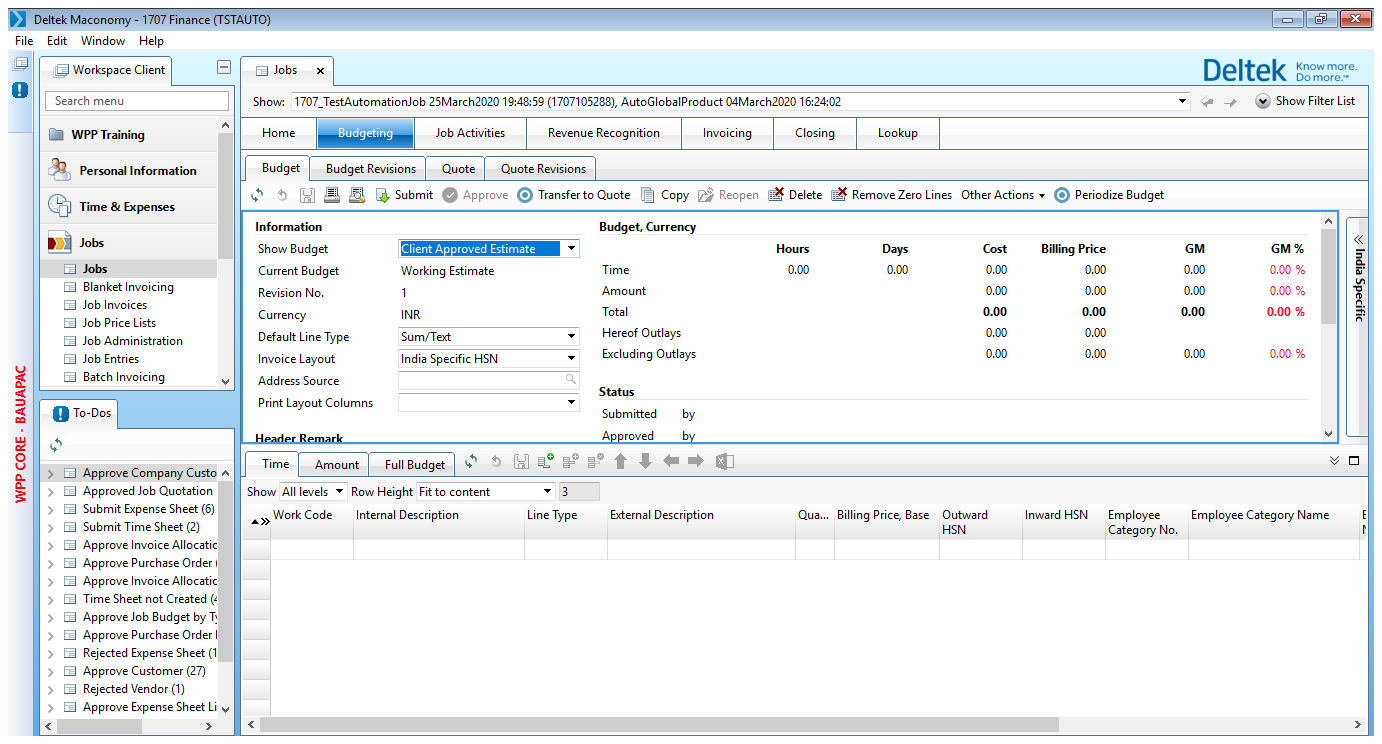 Deltek Maconomy - 1707 Finance (TSTAUTO)
File Edit Window Help
Workspace Client
Search menu
WPP Training
Personal Information
Time & Expenses
Jobs
Jobs
Blanket Invoicing
Job Invoices
Job Price Lists
Job Administration
Job Entries
Batch Invoicing
WPP CORE - BAUAPAC
To-Dos
Approve Company Custo
Approved Job Quotation
Submit Expense Sheet (6)
Submit Time Sheet (2)
Approve Invoice Allocatic
Approve Purchase Order (
Approve Invoice Allocatic
Time Sheet not Created (4
Approve Job Budget by Ty
Approve Purchase Order
Rejected Expense Sheet (1
Approve Customer (27)
Rejected Vendor (1)
Approve Expense Sheet Li
Jobs x
Deltek Know more. Do more.™
Show: 1707_TestAutomationJob 25March2020 19:48:59 (1707105288), AutoGlobalProduct 04March2020 16:24:02 Show Filter List
Home Budgeting Job Activities Revenue Recognition Invoicing Closing Lookup
Budget Budget Revisions Quote Quote Revisions
Submit Approve Transfer to Quote Copy Reopen Delete Remove Zero Lines Other Actions Periodize Budget
Information
Show Budget Client Approved Estimate
Current Budget Working Estimate
Revision No. 1
Currency INR
Default Line Type Sum/Text
Invoice Layout India Specific HSN
Address Source
Print Layout Columns
Header Remark
Budget, Currency
Hours Days Cost Billing Price GM GM %
Time 0.00 0.00 0.00 0.00 0.00 0.00 %
Amount 0.00 0.00 0.00 0.00 %
Total 0.00 0.00 0.00 0.00 %
Hereof Outlays 0.00 0.00
Excluding Outlays 0.00 0.00 0.00 0.00 %
Status
Submitted by
Approved by
India Specific
Time Amount Full Budget
Show All levels Row Height Fit to content 3
Work Code Internal Description Line Type External Description Qua... Billing Price, Base Outward HSN Inward HSN Employee Category No. Employee Category Name